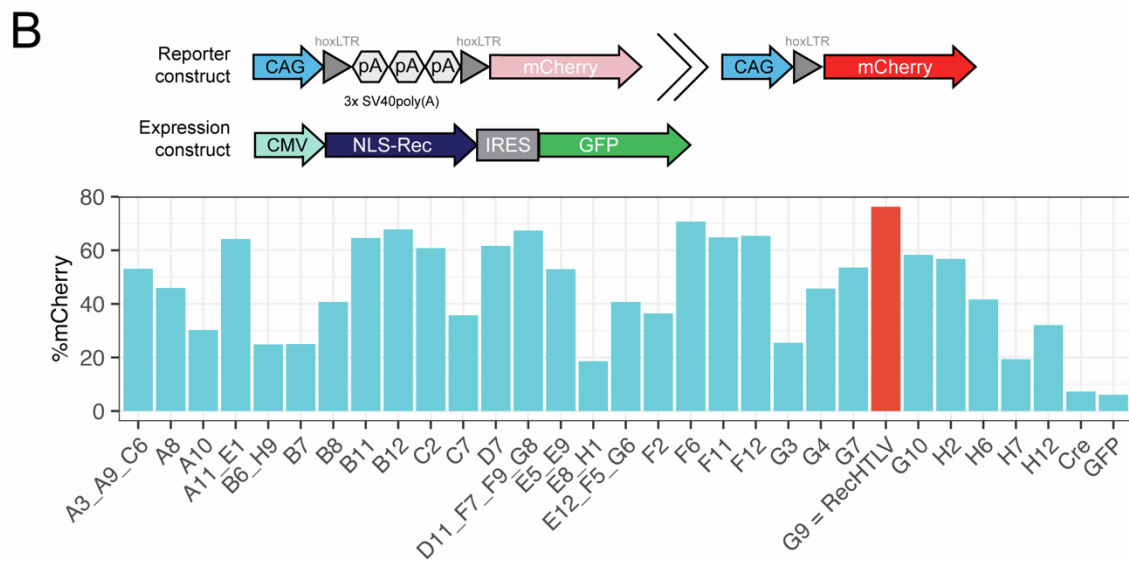 B
Reporter construct
hoxLTR hoxLTR hoxLTR
CAG pA pA pA mCherry CAG mCherry
3x SV40poly(A)
Expression construct
CMV NLS-Rec IRES GFP
%mCherry
80
60
40
20
0
A3_A9_C6
A8
A10
A11_E1
B6_H9
B7
B8
B11
B12
C2
C7
D7
D11_F7_F9_G8
E5_E9
E8_H1
E12_F5_G6
F2
F6
F11
F12
G3
G4
G7
G9 = RecHTLV
G10
H2
H6
H7
H12
Cre
GFP